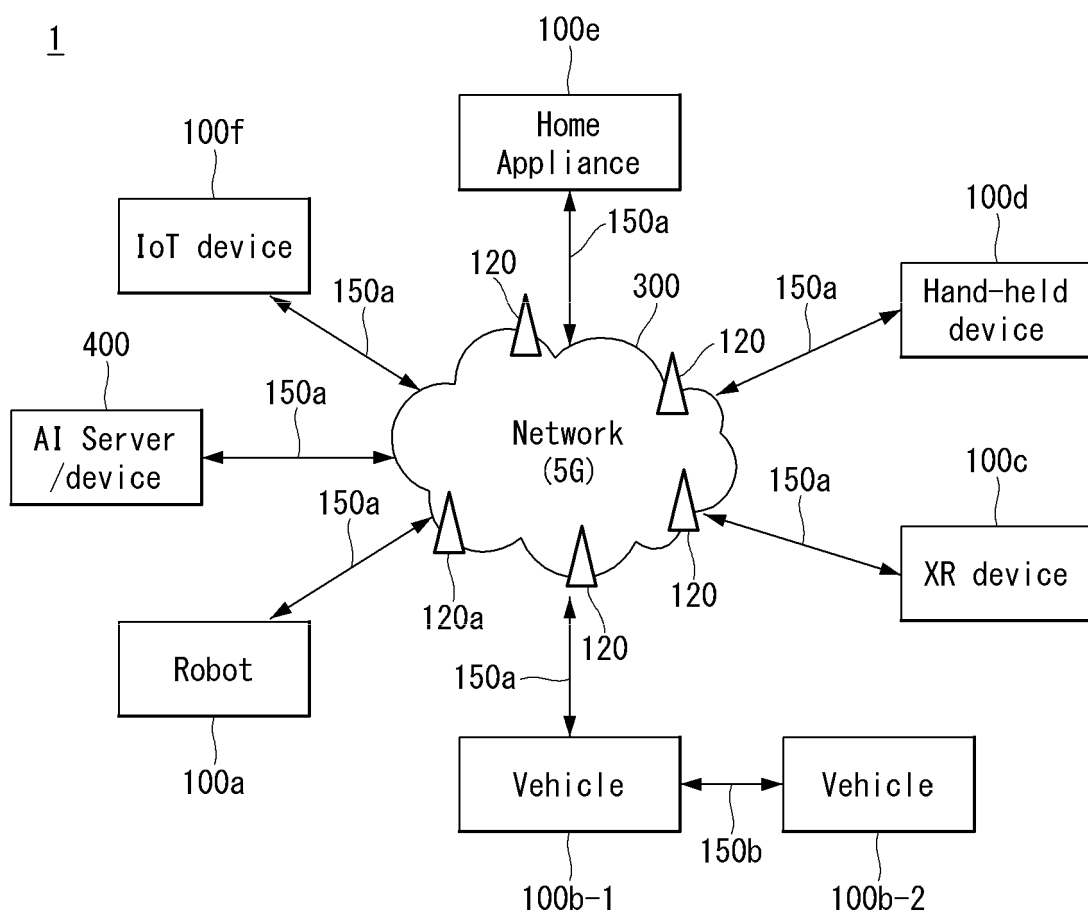 1
100e
Home
Appliance
100f
IoT device
150a
100d
Hand-held
device
120
300
150a
150a
120
400
AI Server
/device
150a
Network
(5G)
100c
XR device
150a
150a
120a
120
120
Robot
100a
150a
Vehicle
Vehicle
150b
100b-1
100b-2